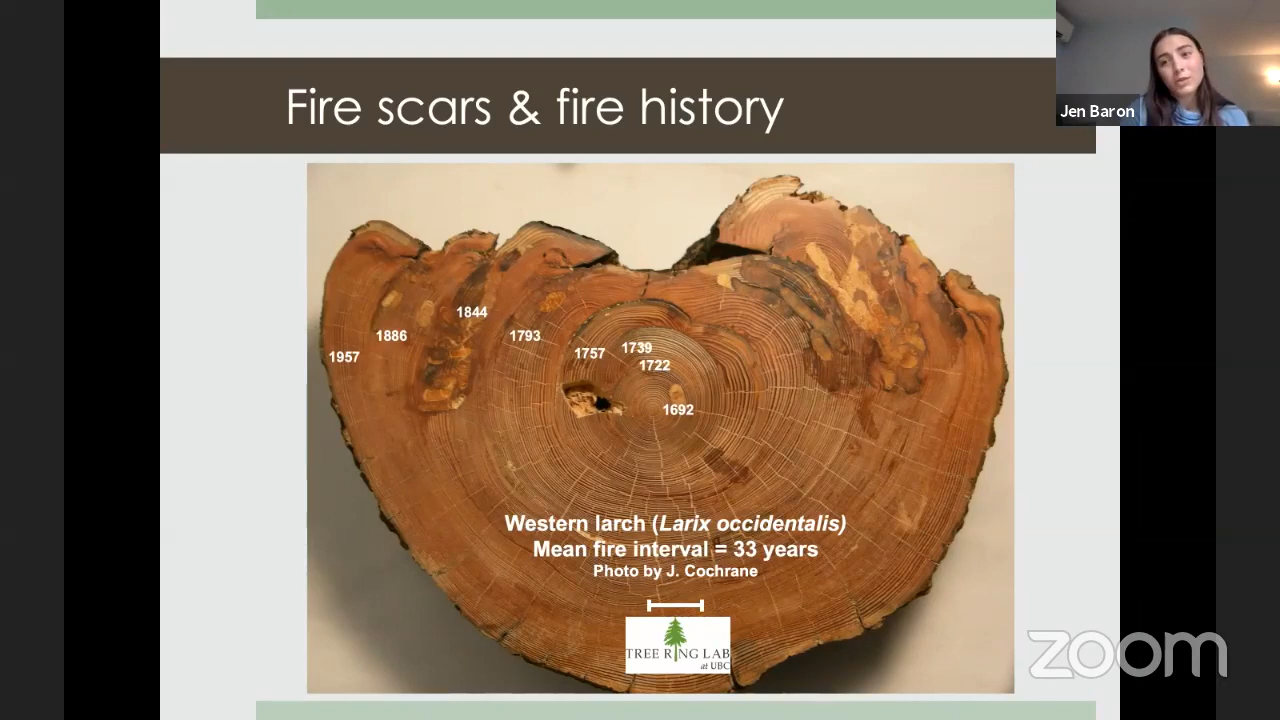 Fire scars & fire history
Jen Baron
1844
1886
1793
1957
1757
1739
1722
1692
Western larch (Larix occidentalis)
Mean fire interval = 33 years
Photo by J. Cochrane
TREE RING LAB
at UBC
zoom